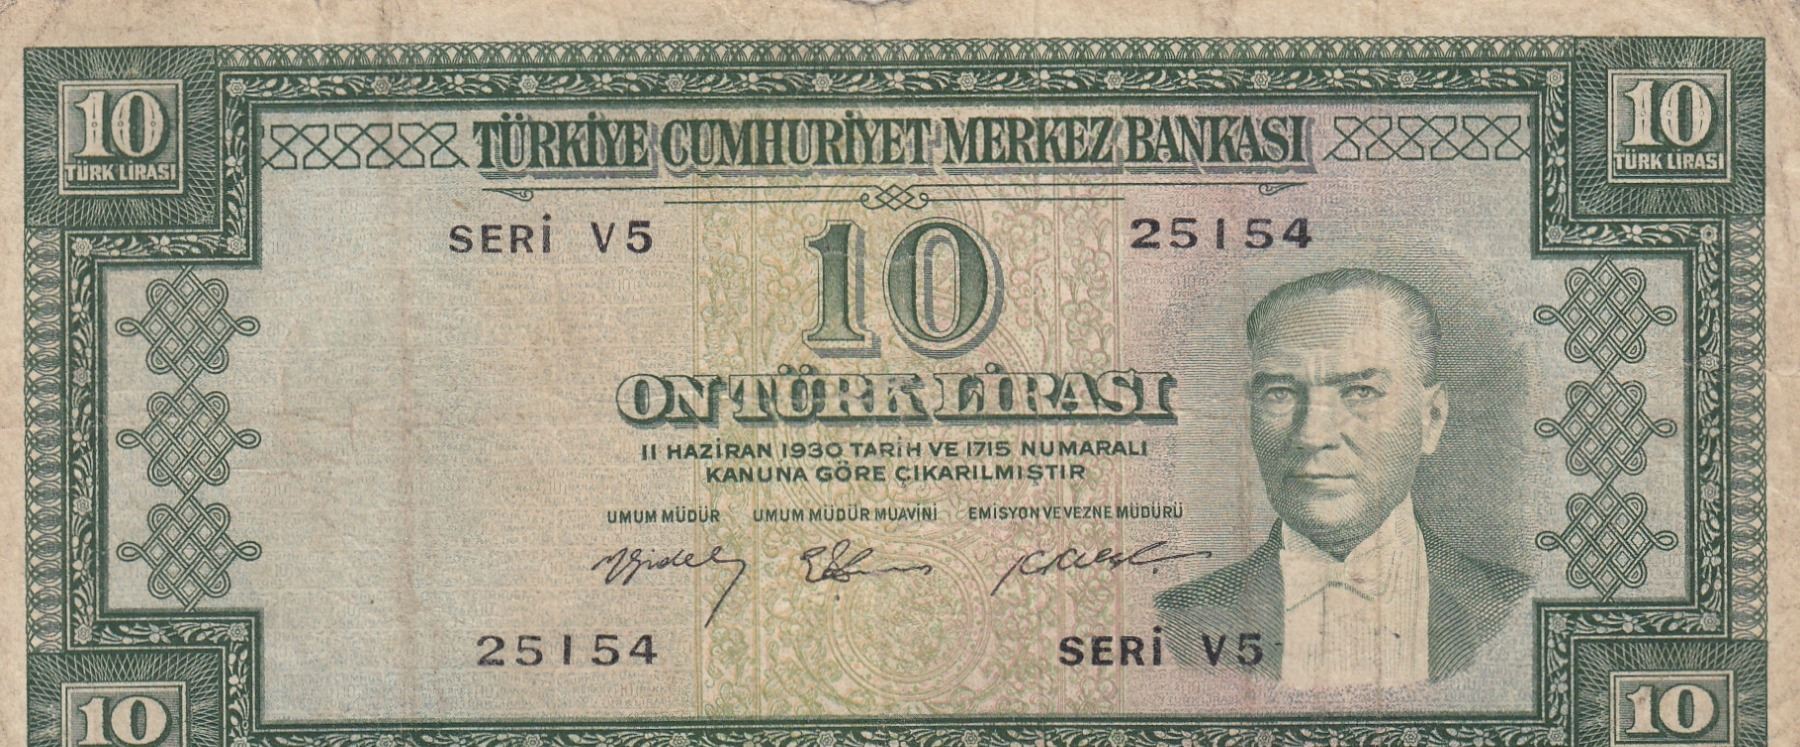 10
TÜRK LİRASI
TÜRKİYE CUMHURİYET MERKEZ BANKASI
10
TÜRK LİRASI
SERİ V5
25154
10
ON TÜRK LİRASI
11 HAZİRAN 1930 TARİH VE 1715 NUMARALI
KANUNA GÖRE ÇIKARILMIŞTIR
UMUM MÜDÜR
UMUM MÜDÜR MUAVİNİ
EMİSYON VE VEZNE MÜDÜRÜ
25154
SERİ V5
10
10